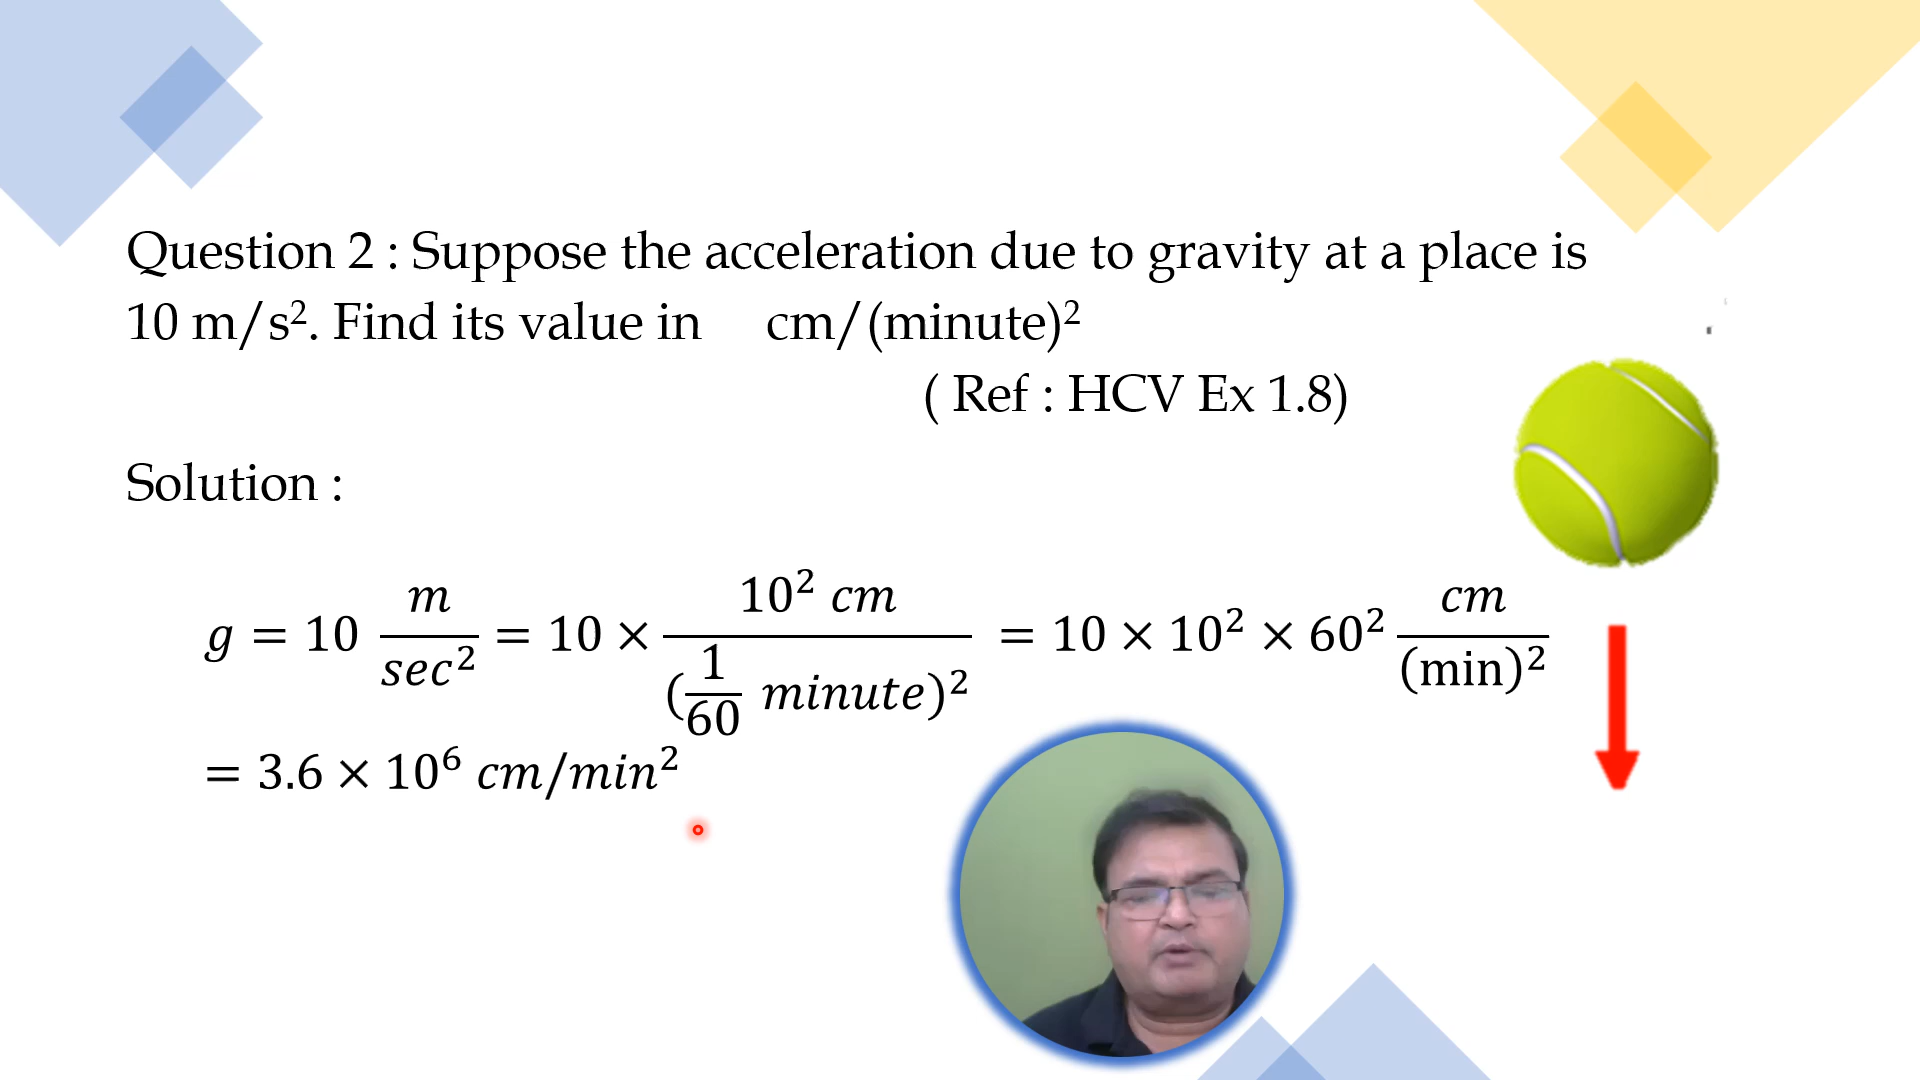 Question 2 : Suppose the acceleration due to gravity at a place is
10 m/s². Find its value in cm/(minute)²
( Ref : HCV Ex 1.8)
Solution :
g = 10 m/sec² = 10 × 10² cm/(1/60 minute)² = 10 × 10² × 60² cm/(min)²
= 3.6 × 10⁶ cm/min²